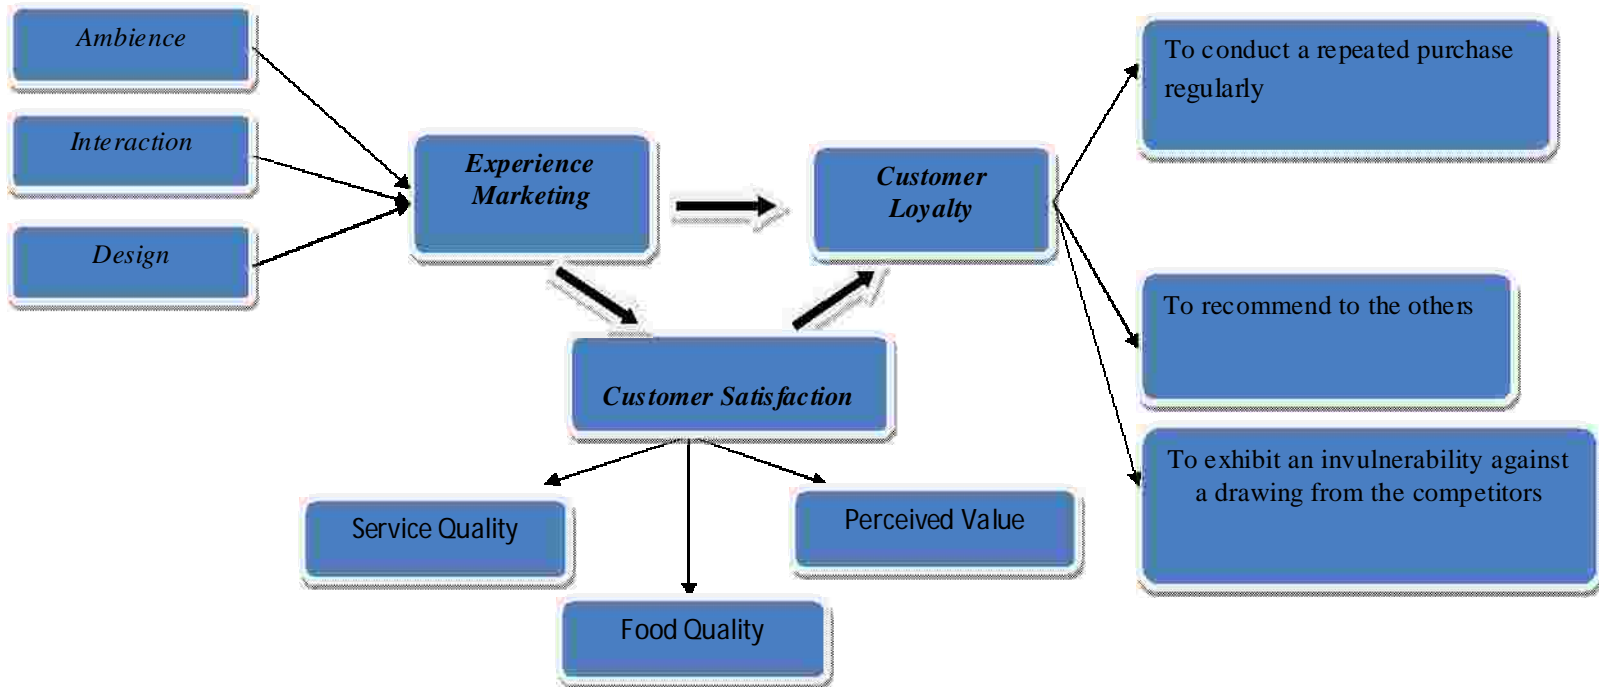 Ambience
Interaction
Design
Experience
Marketing
Customer
Loyalty
Customer Satisfaction
Service Quality
Food Quality
Perceived Value
To conduct a repeated purchase
regularly
To recommend to the others
To exhibit an invulnerability against
a drawing from the competitors